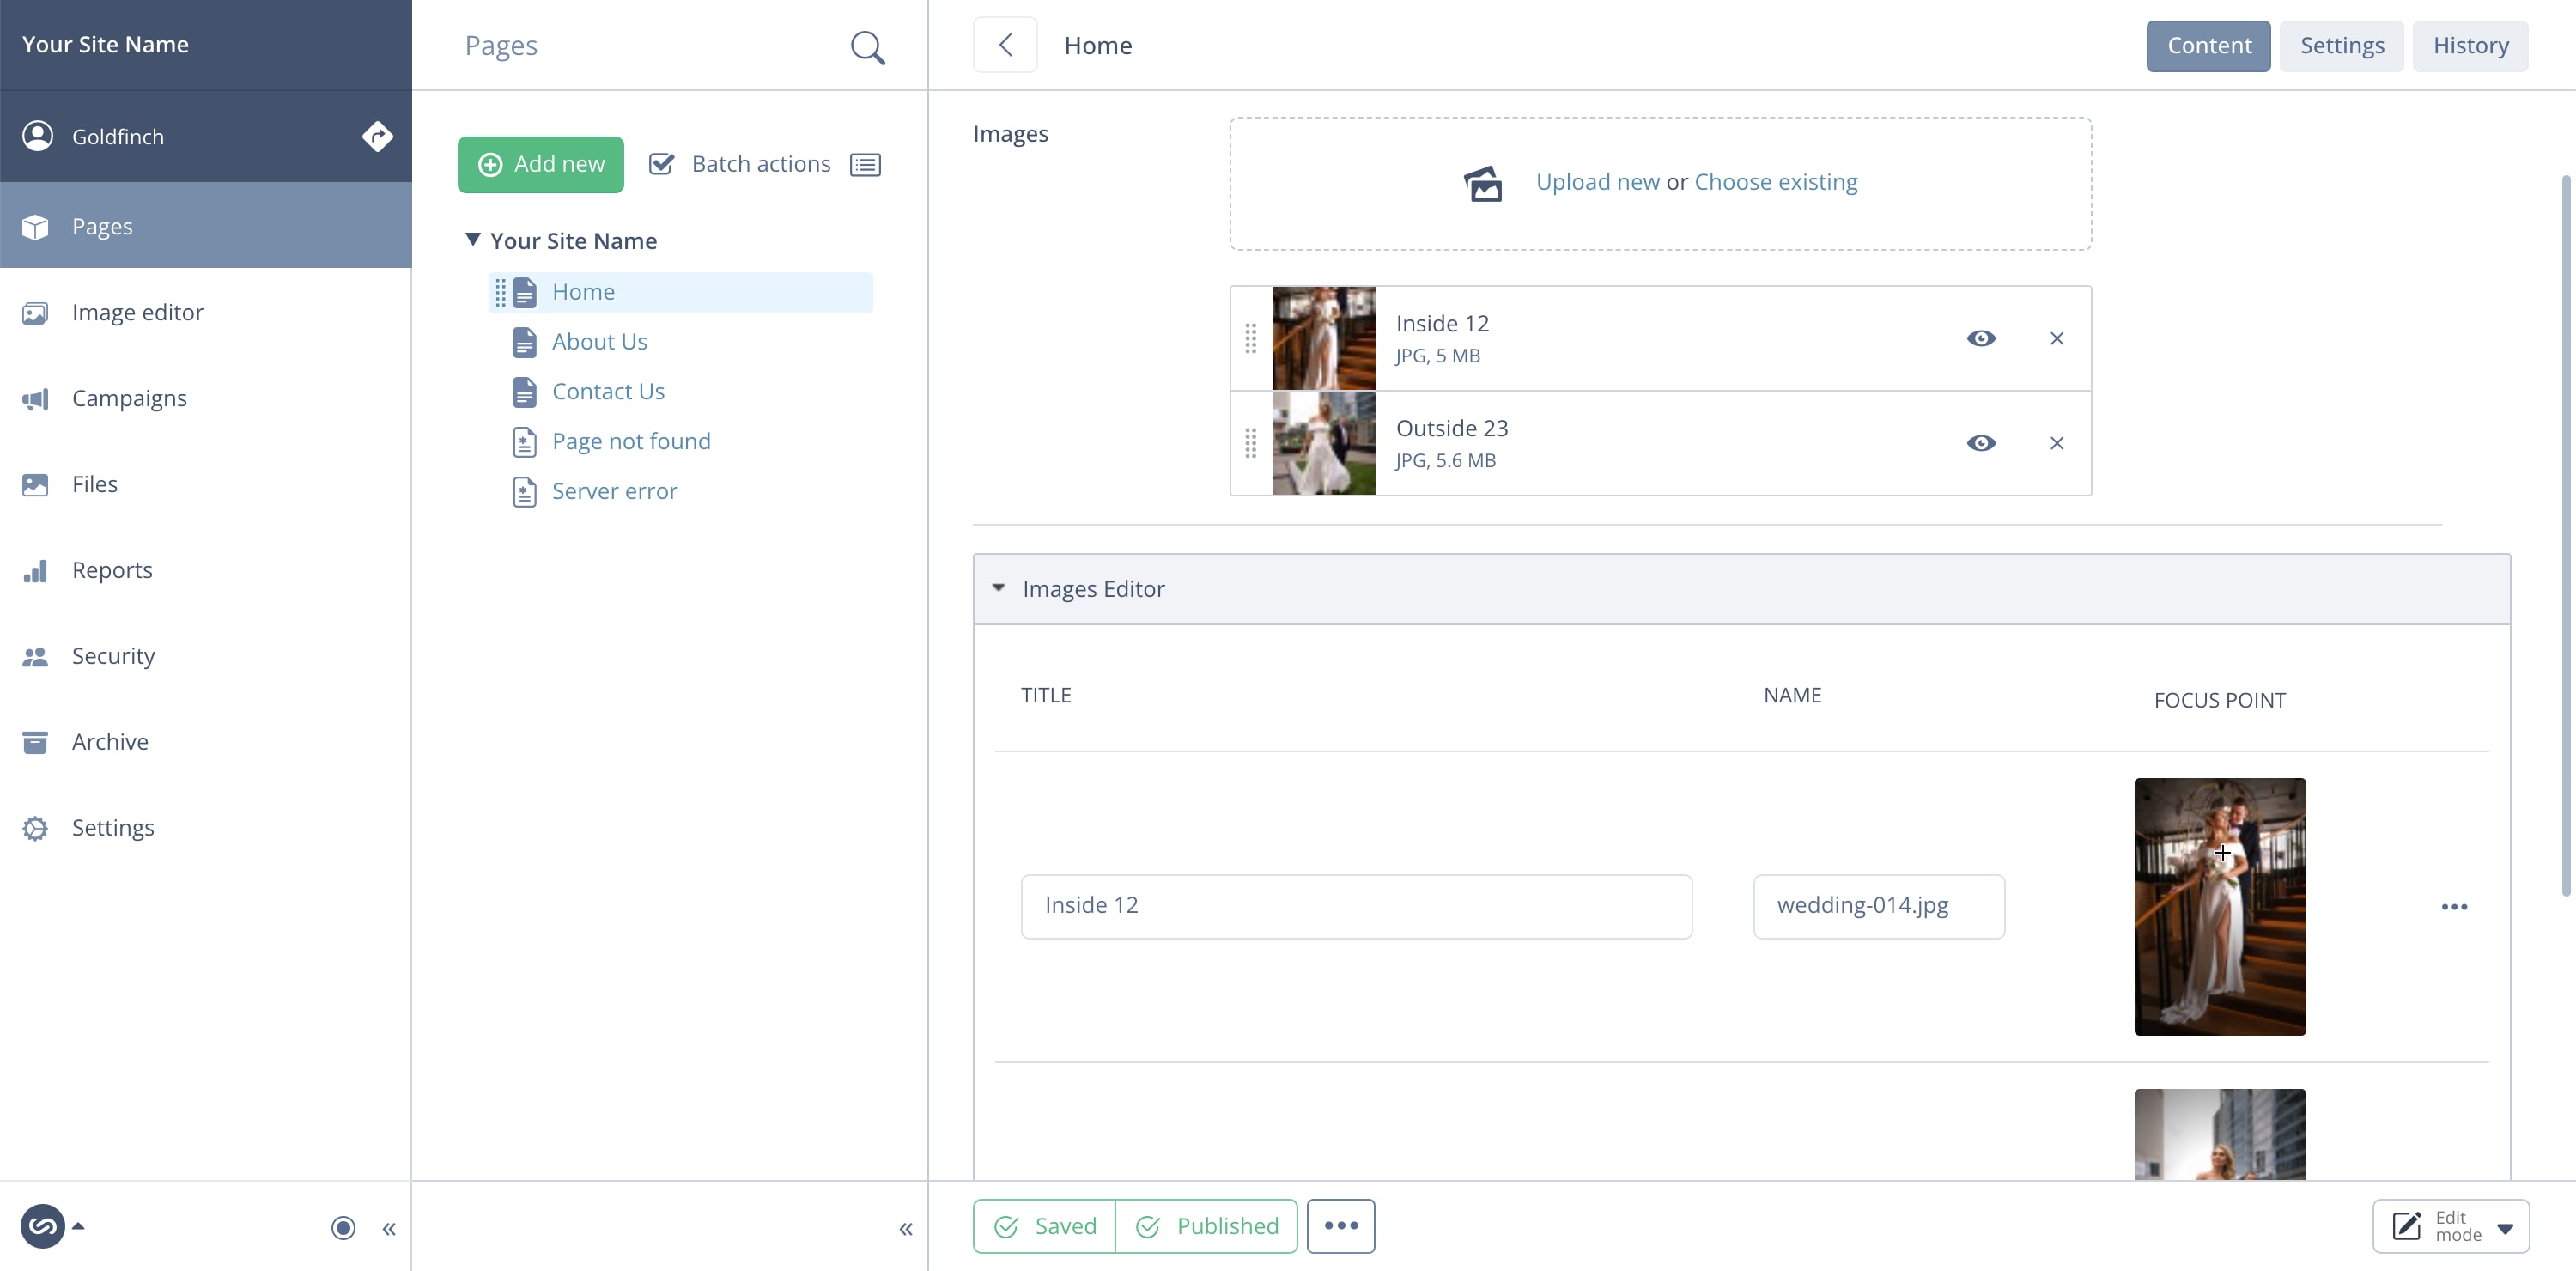 Your Site Name
Goldfinch
Pages
Image editor
Campaigns
Files
Reports
Security
Archive
Settings
Pages
Add new
Batch actions
Your Site Name
Home
About Us
Contact Us
Page not found
Server error
Home
Content
Settings
History
Images
Upload new or Choose existing
Inside 12
JPG, 5 MB
Outside 23
JPG, 5.6 MB
Images Editor
TITLE NAME FOCUS POINT
Inside 12
wedding-014.jpg
Saved
Published
Edit
mode